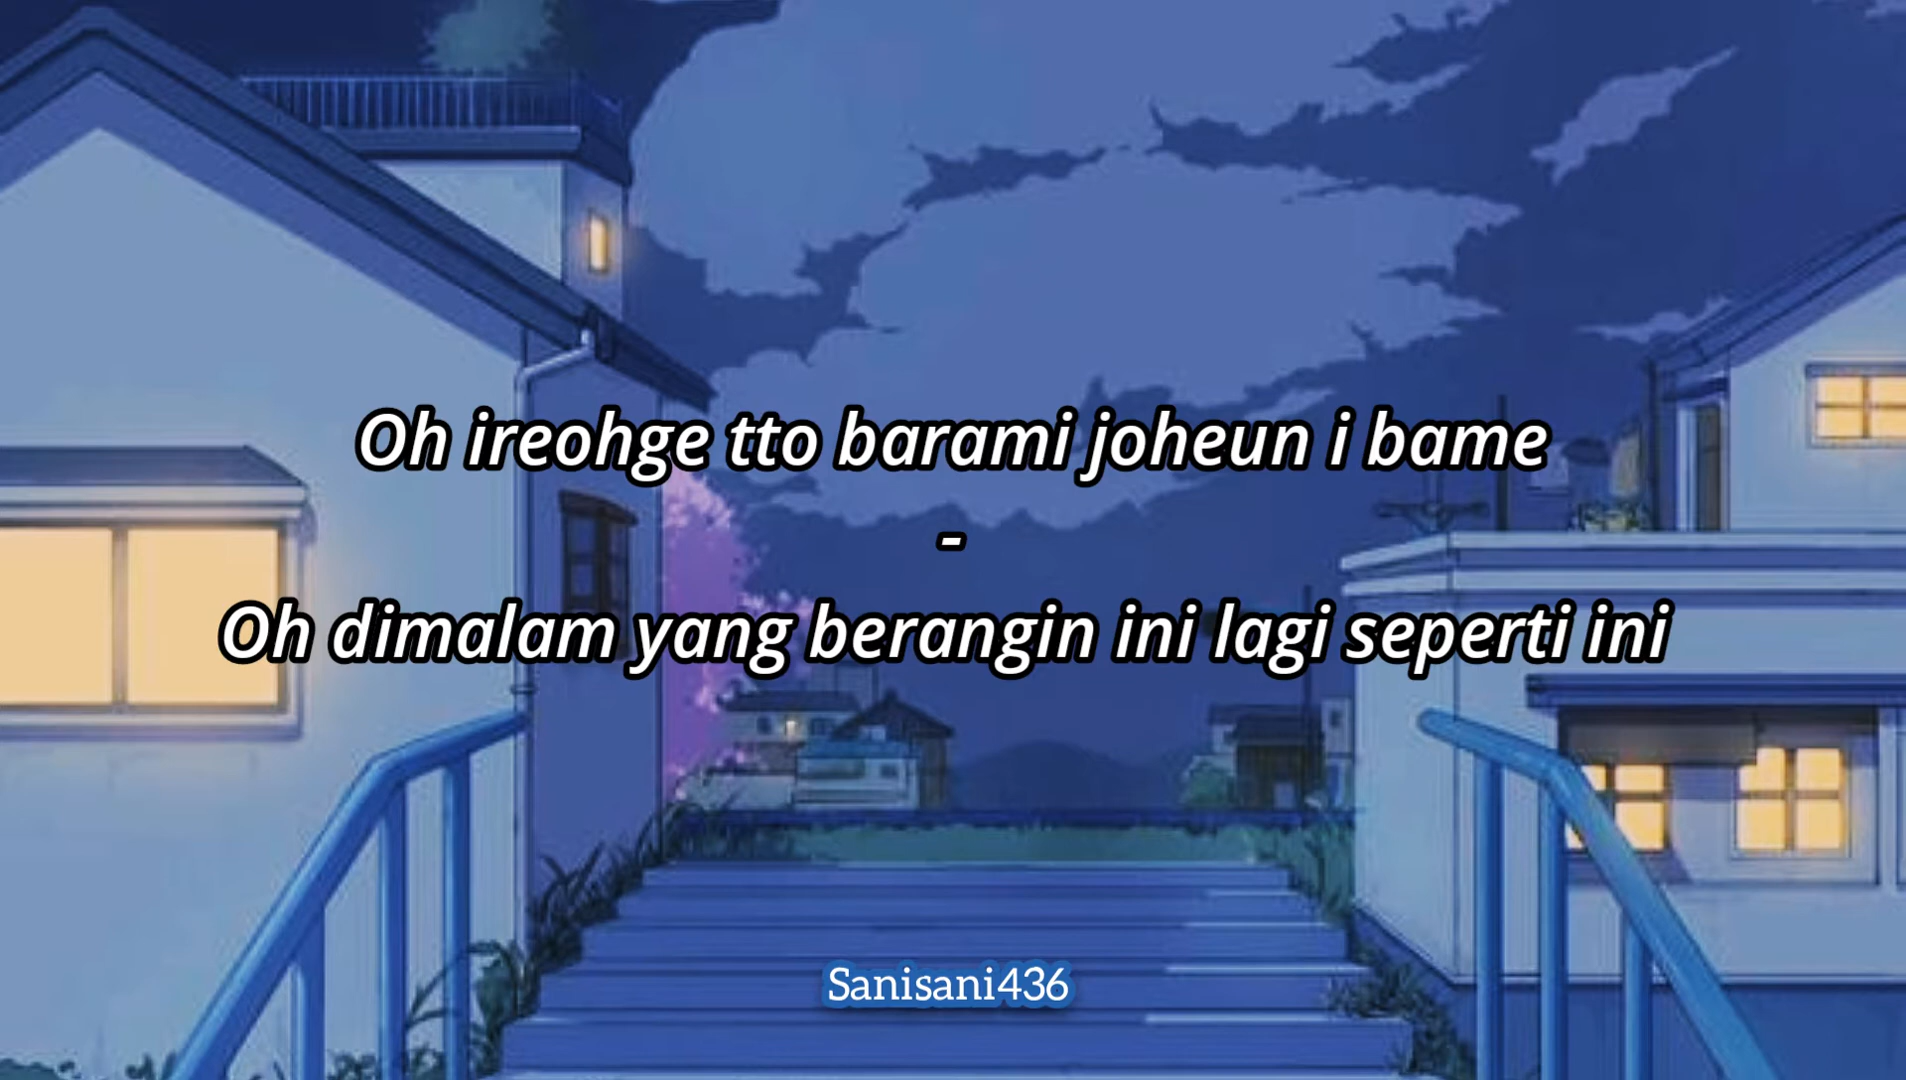 Oh ireohge tto barami joheun i bame
-
Oh dimalam yang berangin ini lagi seperti ini
Sanisani436